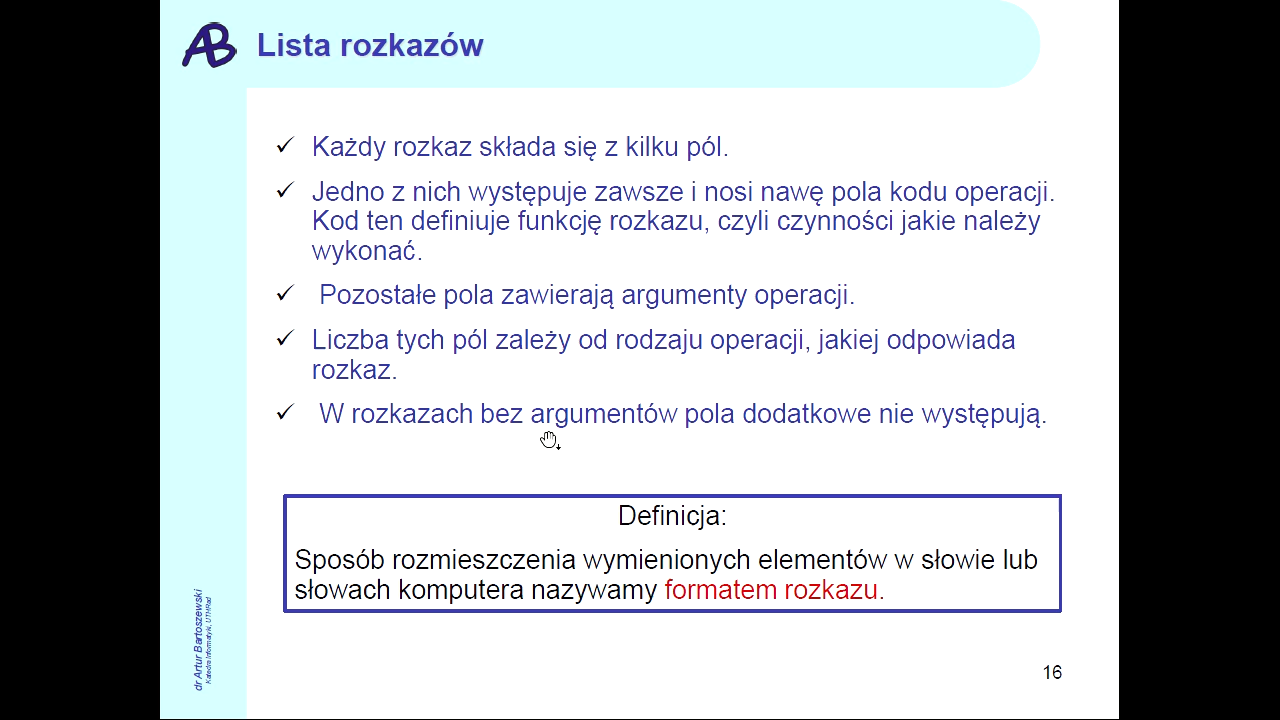 AB
Lista rozkazów
Każdy rozkaz składa się z kilku pól.
Jedno z nich występuje zawsze i nosi nawę pola kodu operacji.
Kod ten definiuje funkcję rozkazu, czyli czynności jakie należy
wykonać.
Pozostałe pola zawierają argumenty operacji.
Liczba tych pól zależy od rodzaju operacji, jakiej odpowiada
rozkaz.
W rozkazach bez argumentów pola dodatkowe nie występują.
Definicja:
Sposób rozmieszczenia wymienionych elementów w słowie lub
słowach komputera nazywamy formatem rozkazu.
dr Artur Bartoszewski
Katedra Informatyki, UTHRad
16